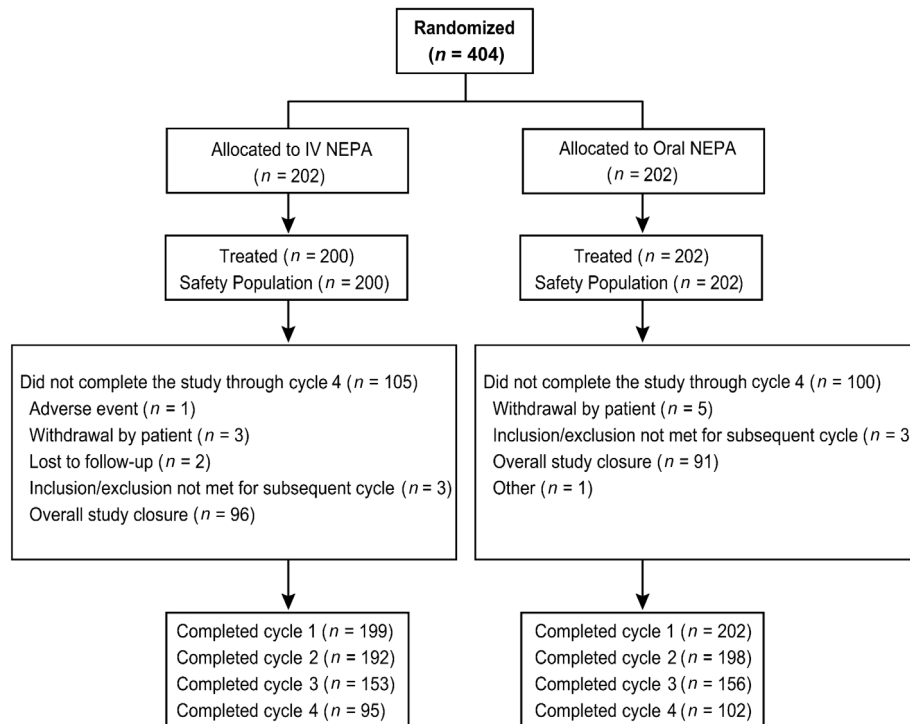 Randomized
(n = 404)
Allocated to IV NEPA
(n = 202)
Allocated to Oral NEPA
(n = 202)
Treated (n = 200)
Safety Population (n = 200)
Treated (n = 202)
Safety Population (n = 202)
Did not complete the study through cycle 4 (n = 105)
Adverse event (n = 1)
Withdrawal by patient (n = 3)
Lost to follow-up (n = 2)
Inclusion/exclusion not met for subsequent cycle (n = 3)
Overall study closure (n = 96)
Did not complete the study through cycle 4 (n = 100)
Withdrawal by patient (n = 5)
Inclusion/exclusion not met for subsequent cycle (n = 3
Overall study closure (n = 91)
Other (n = 1)
Completed cycle 1 (n = 199)
Completed cycle 2 (n = 192)
Completed cycle 3 (n = 153)
Completed cycle 4 (n = 95)
Completed cycle 1 (n = 202)
Completed cycle 2 (n = 198)
Completed cycle 3 (n = 156)
Completed cycle 4 (n = 102)